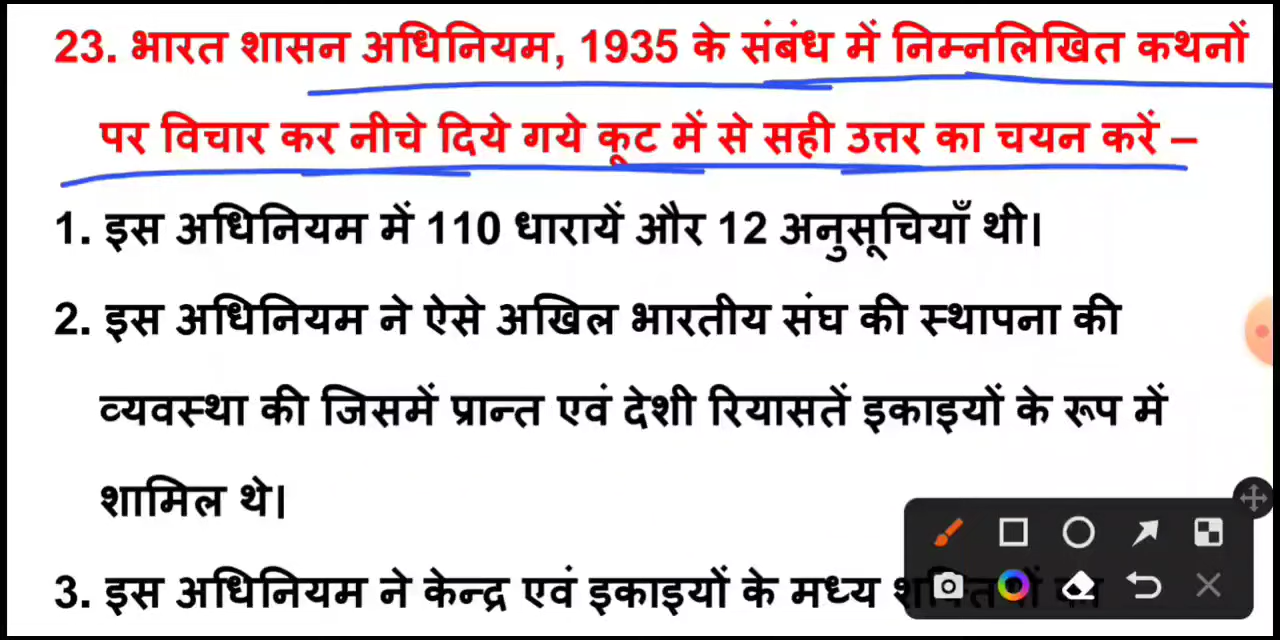 23. भारत शासन अधिनियम, 1935 के संबंध में निम्नलिखित कथनों
पर विचार कर नीचे दिये गये कूट में से सही उत्तर का चयन करें –
1. इस अधिनियम में 110 धारायें और 12 अनुसूचियाँ थी।
2. इस अधिनियम ने ऐसे अखिल भारतीय संघ की स्थापना की
व्यवस्था की जिसमें प्रान्त एवं देशी रियासतें इकाइयों के रूप में
शामिल थे।
3. इस अधिनियम ने केन्द्र एवं इकाइयों के मध्य